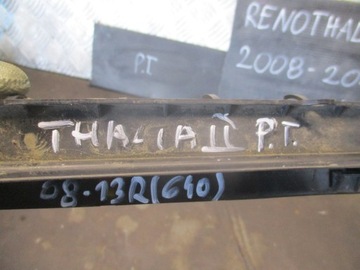 RENOTHAL
P.T
2008-20
THALIA II P.T.
08-13R(640)